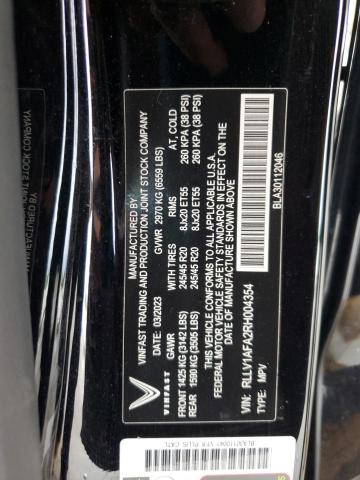 MANUFACTURED BY
VINFAST TRADING AND PRODUCTION JOINT STOCK COMPANY
03/2023 GVWR 2970 KG (6559 LBS)
GAWR WITH TIRES RIMS AT, COLD
FRONT 1425 KG (3142 LBS) 245/45 R20 8Jx20 ET55 260 KPA (38 PSI)
REAR 1590 KG (3505 LBS) 245/45 R20 8Jx20 ET55 260 KPA (38 PSI)
THIS VEHICLE CONFORMS TO ALL APPLICABLE U.S.A.
FEDERAL MOTOR VEHICLE SAFETY STANDARDS IN EFFECT ON THE
DATE OF MANUFACTURE SHOWN ABOVE
VIN: RLLV1AFA2RH004354 BLA30112046
TYPE: MPV
VINFAST